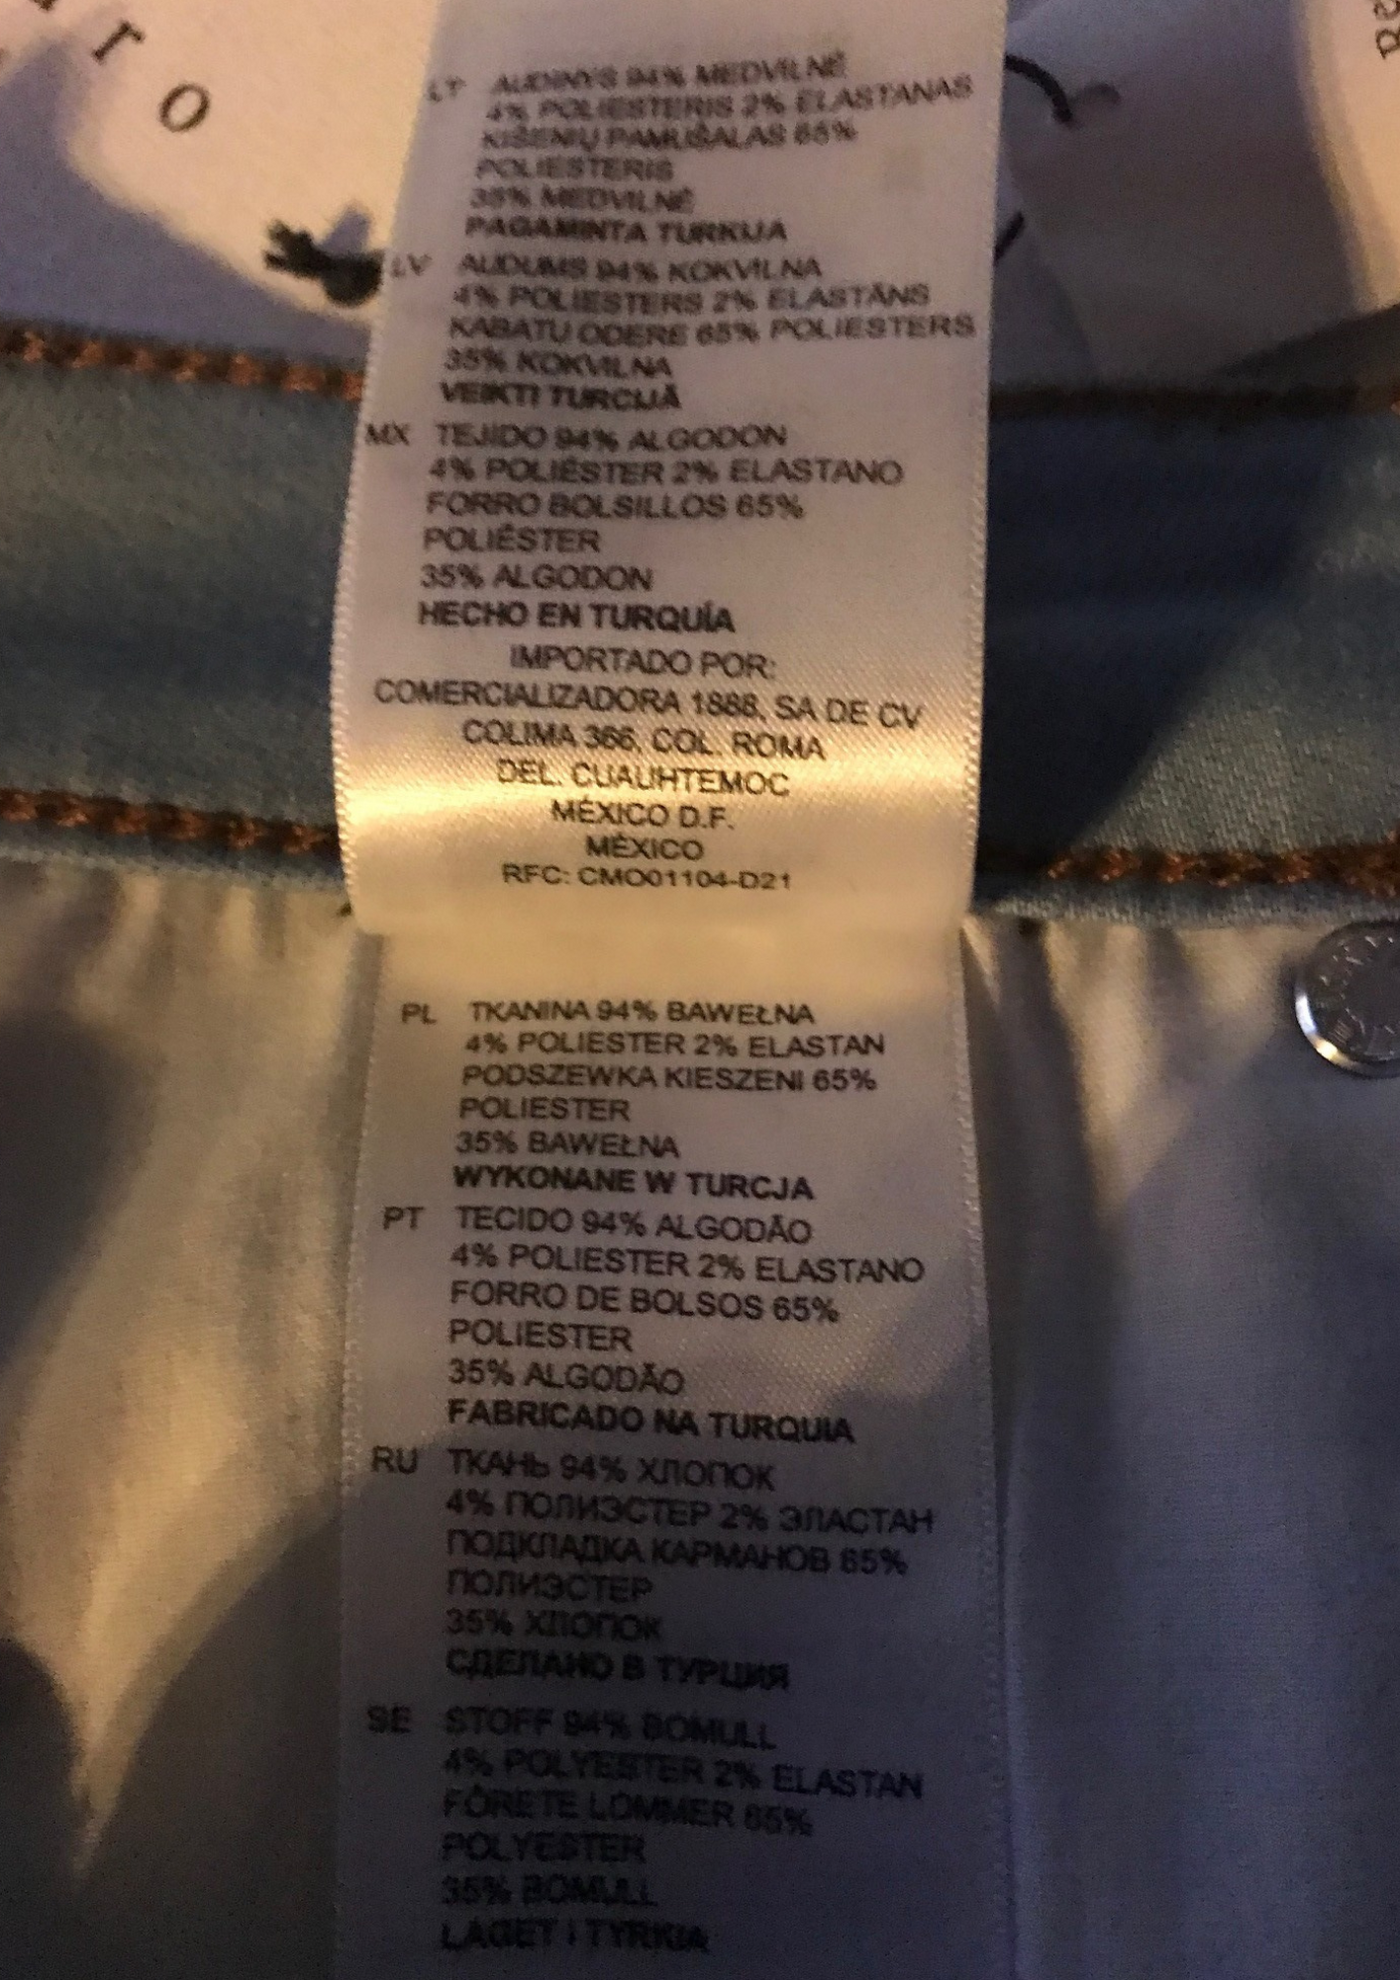 ro
LT AUDINYS 94% MEDVILNĖ
4% POLIESTERIS 2% ELASTANAS
KIŠENIŲ PAMUŠALAS 65%
POLIESTERIS
35% MEDVILNĖ
PAGAMINTA TURKIJA
LV AUDUMS 94% KOKVILNA
4% POLIESTERS 2% ELASTĀNS
KABATU ODERE 65% POLIESTERS
35% KOKVILNA
VEIKTI TURCIJĀ
MX TEJIDO 94% ALGODON
4% POLIÉSTER 2% ELASTANO
FORRO BOLSILLOS 65%
POLIÉSTER
35% ALGODON
HECHO EN TURQUÍA
IMPORTADO POR:
COMERCIALIZADORA 1888, SA DE CV
COLIMA 366, COL. ROMA
DEL. CUAUHTEMOC
MÉXICO D.F.
MÉXICO
RFC: CMO01104-D21
PL TKANINA 94% BAWEŁNA
4% POLIESTER 2% ELASTAN
PODSZEWKA KIESZENI 65%
POLIESTER
35% BAWEŁNA
WYKONANE W TURCJA
PT TECIDO 94% ALGODÃO
4% POLIESTER 2% ELASTANO
FORRO DE BOLSOS 65%
POLIESTER
35% ALGODÃO
FABRICADO NA TURQUIA
RU ТКАНЬ 94% ХЛОПОК
4% ПОЛИЭСТЕР 2% ЭЛАСТАН
ПОДКЛАДКА КАРМАНОВ 65%
ПОЛИЭСТЕР
35% ХЛОПОК
СДЕЛАНО В ТУРЦИЯ
SE STOFF 94% BOMULL
4% POLYESTER 2% ELASTAN
FÔRETE LOMMER 65%
POLYESTER
35% BOMULL
LAGET I TYRKIA